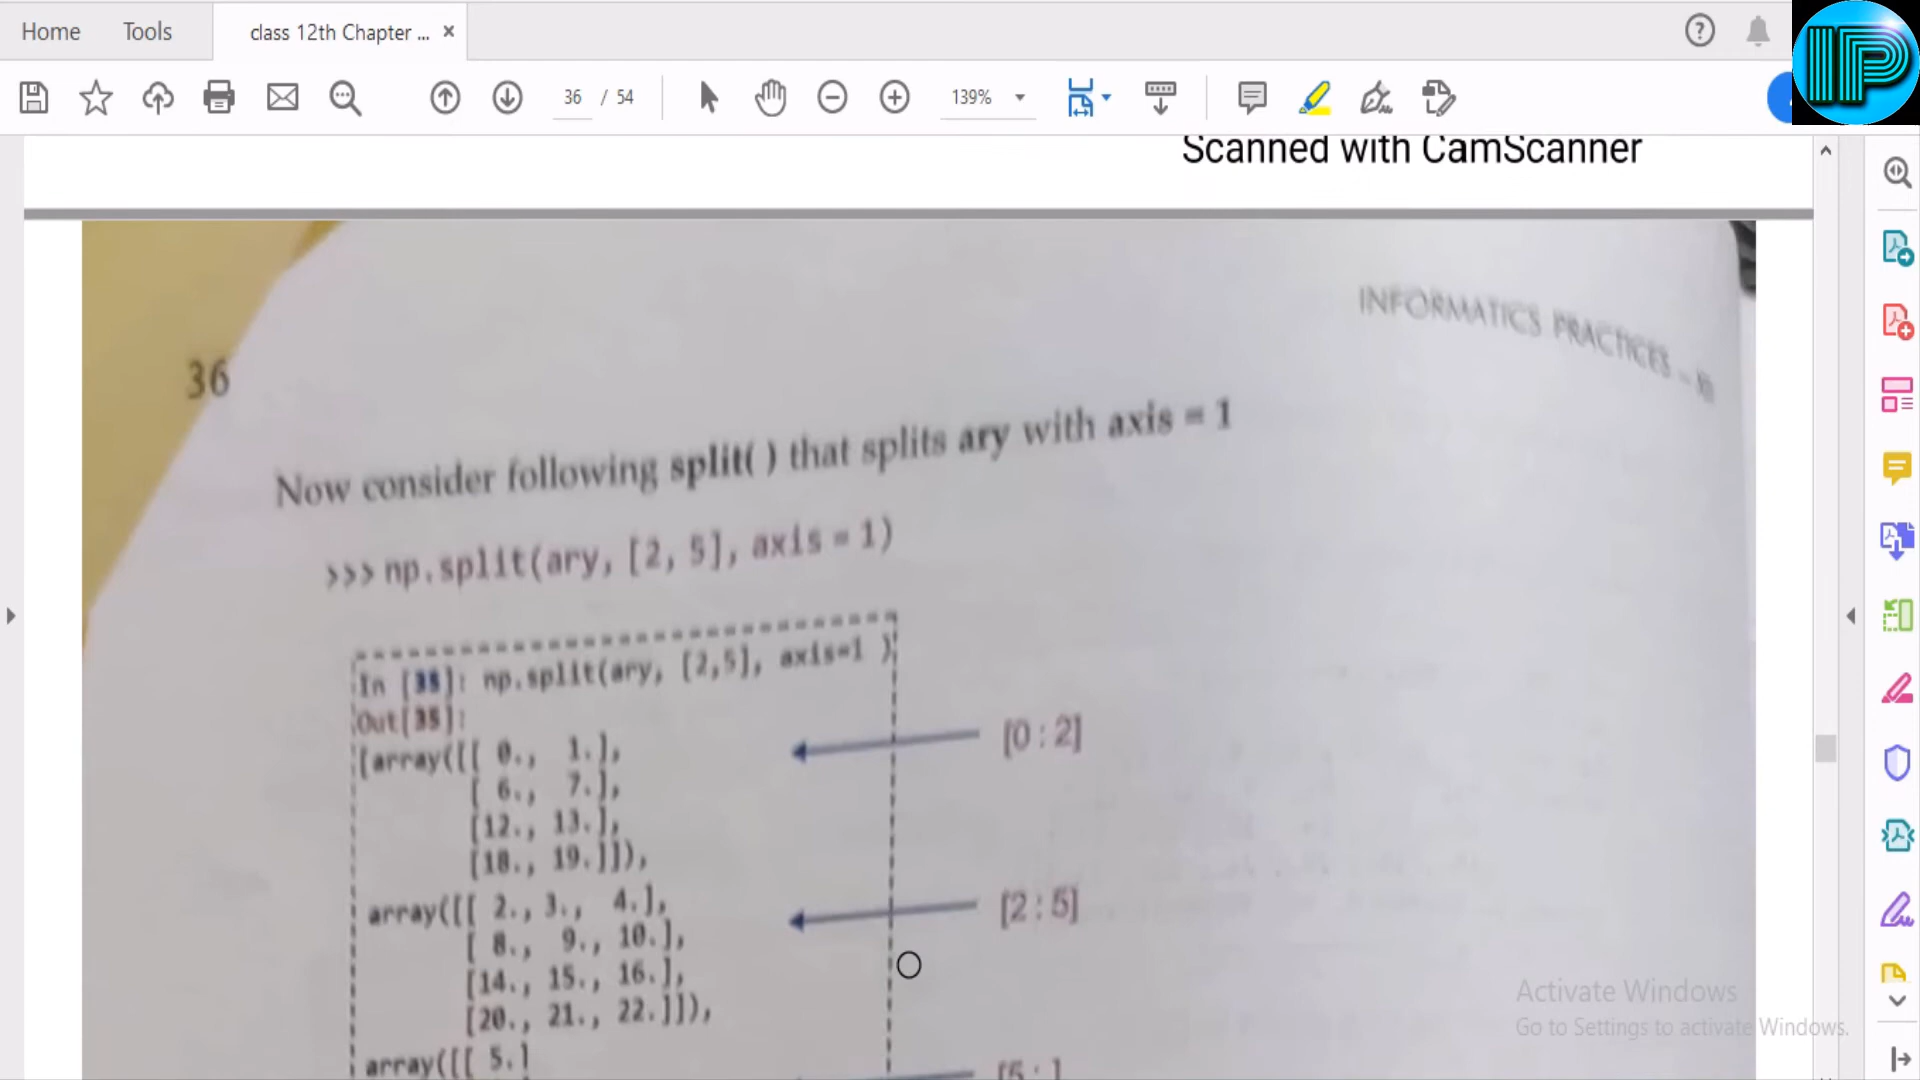 Home
Tools
class 12th Chapter ...
36 / 54
139%
IP
Scanned with CamScanner
INFORMATICS PRACTICES –
36
Now consider following split( ) that splits ary with axis = 1
>>> np.split(ary, [2, 5], axis = 1)
In [35]: np.split(ary, [2,5], axis=1 )
Out[35]:
[array([[ 0., 1.],
[ 6., 7.],
[12., 13.],
[18., 19.]]),
[0 : 2]
array([[ 2., 3., 4.],
[ 8., 9., 10.],
[14., 15., 16.],
[20., 21., 22.]]),
[2 : 5]
array([[ 5.]
[5 : ]
Activate Windows
Go to Settings to activate Windows.